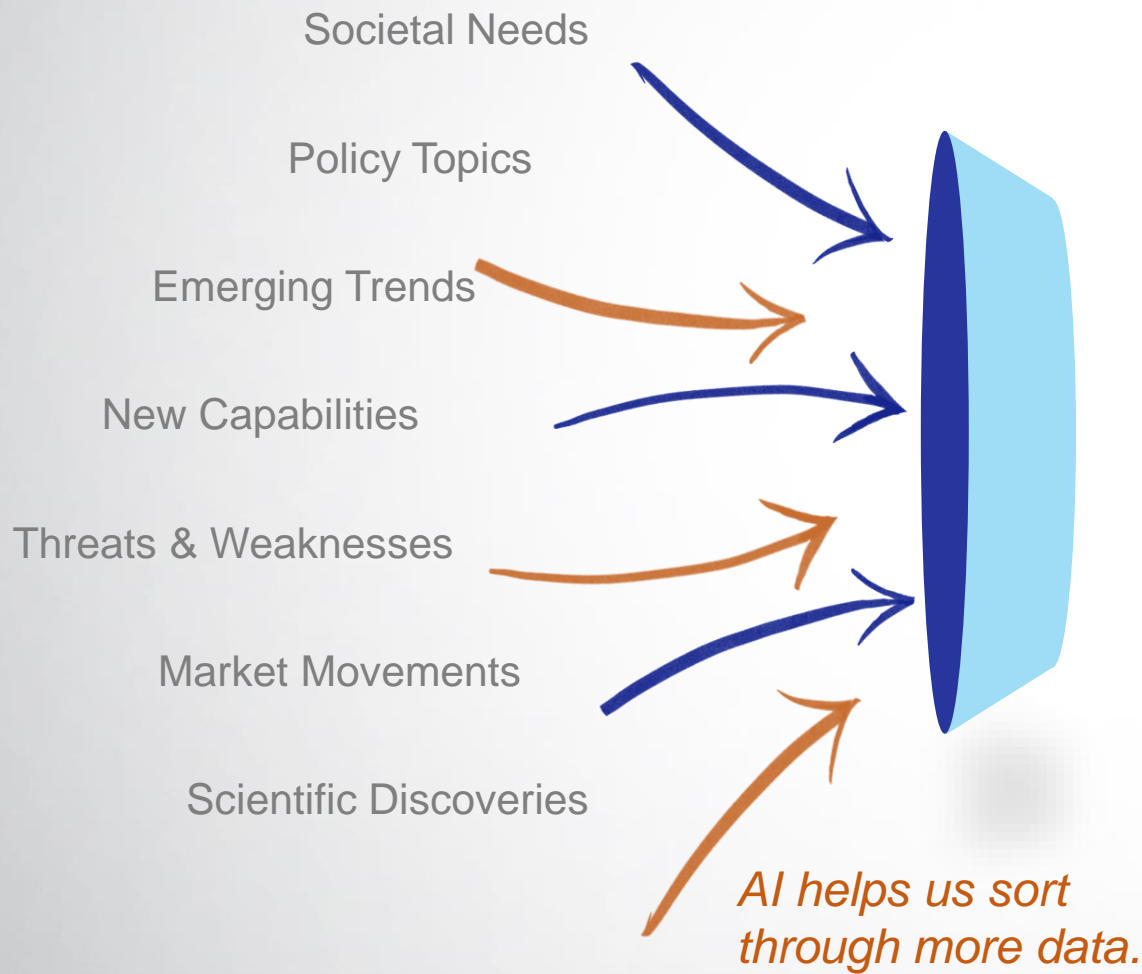 Societal Needs
Policy Topics
Emerging Trends
New Capabilities
Threats & Weaknesses
Market Movements
Scientific Discoveries
AI helps us sort
through more data.